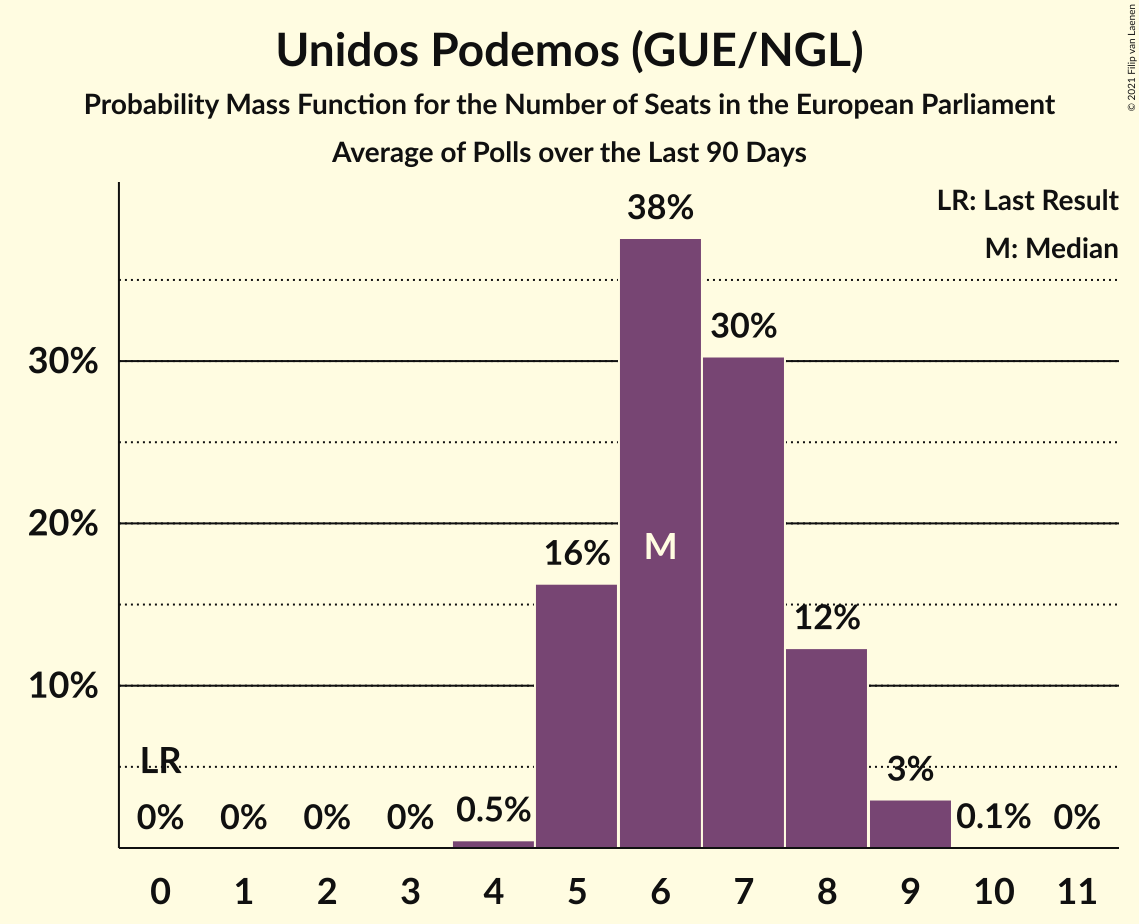 Unidos Podemos (GUE/NGL)
Probability Mass Function for the Number of Seats in the European Parliament
Average of Polls over the Last 90 Days
© 2021 Filip van Laenen
LR: Last Result
M: Median
38%
30%
30%
20%
16%
M
12%
10%
LR
3%
0%
0%
0%
0%
0.5%
0.1%
0%
0 1 2 3 4 5 6 7 8 9 10 11